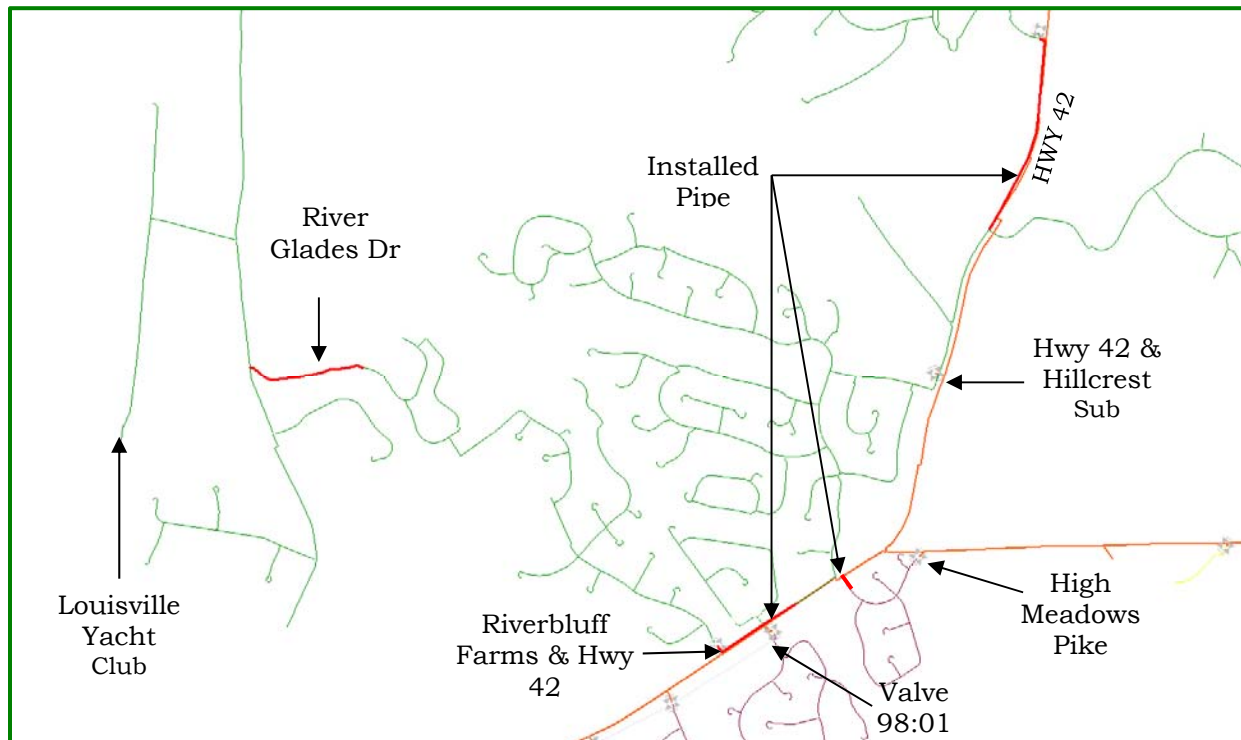 HWY 42
Installed
Pipe
River
Glades Dr
Hwy 42 &
Hillcrest
Sub
Louisville
Yacht
Club
Riverbluff
Farms & Hwy
42
High
Meadows
Pike
Valve
98:01